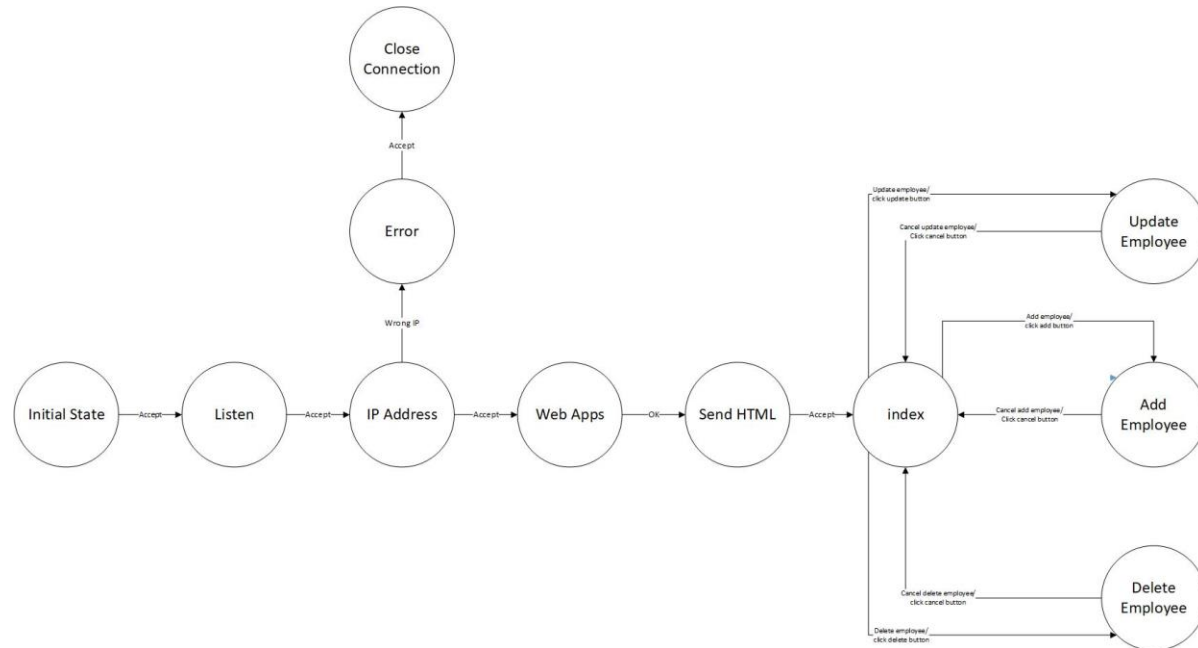 Close
Connection
Accept
Error
Wrong IP
Update employee/
click update button
Update
Employee
Cancel update employee/
Click cancel button
Add employee/
click add button
Initial State
Accept
Listen
Accept
IP Address
Accept
Web Apps
OK
Send HTML
Accept
index
Cancel add employee/
Click cancel button
Add
Employee
Cancel delete employee/
click cancel button
Delete
Employee
Delete employee/
click delete button